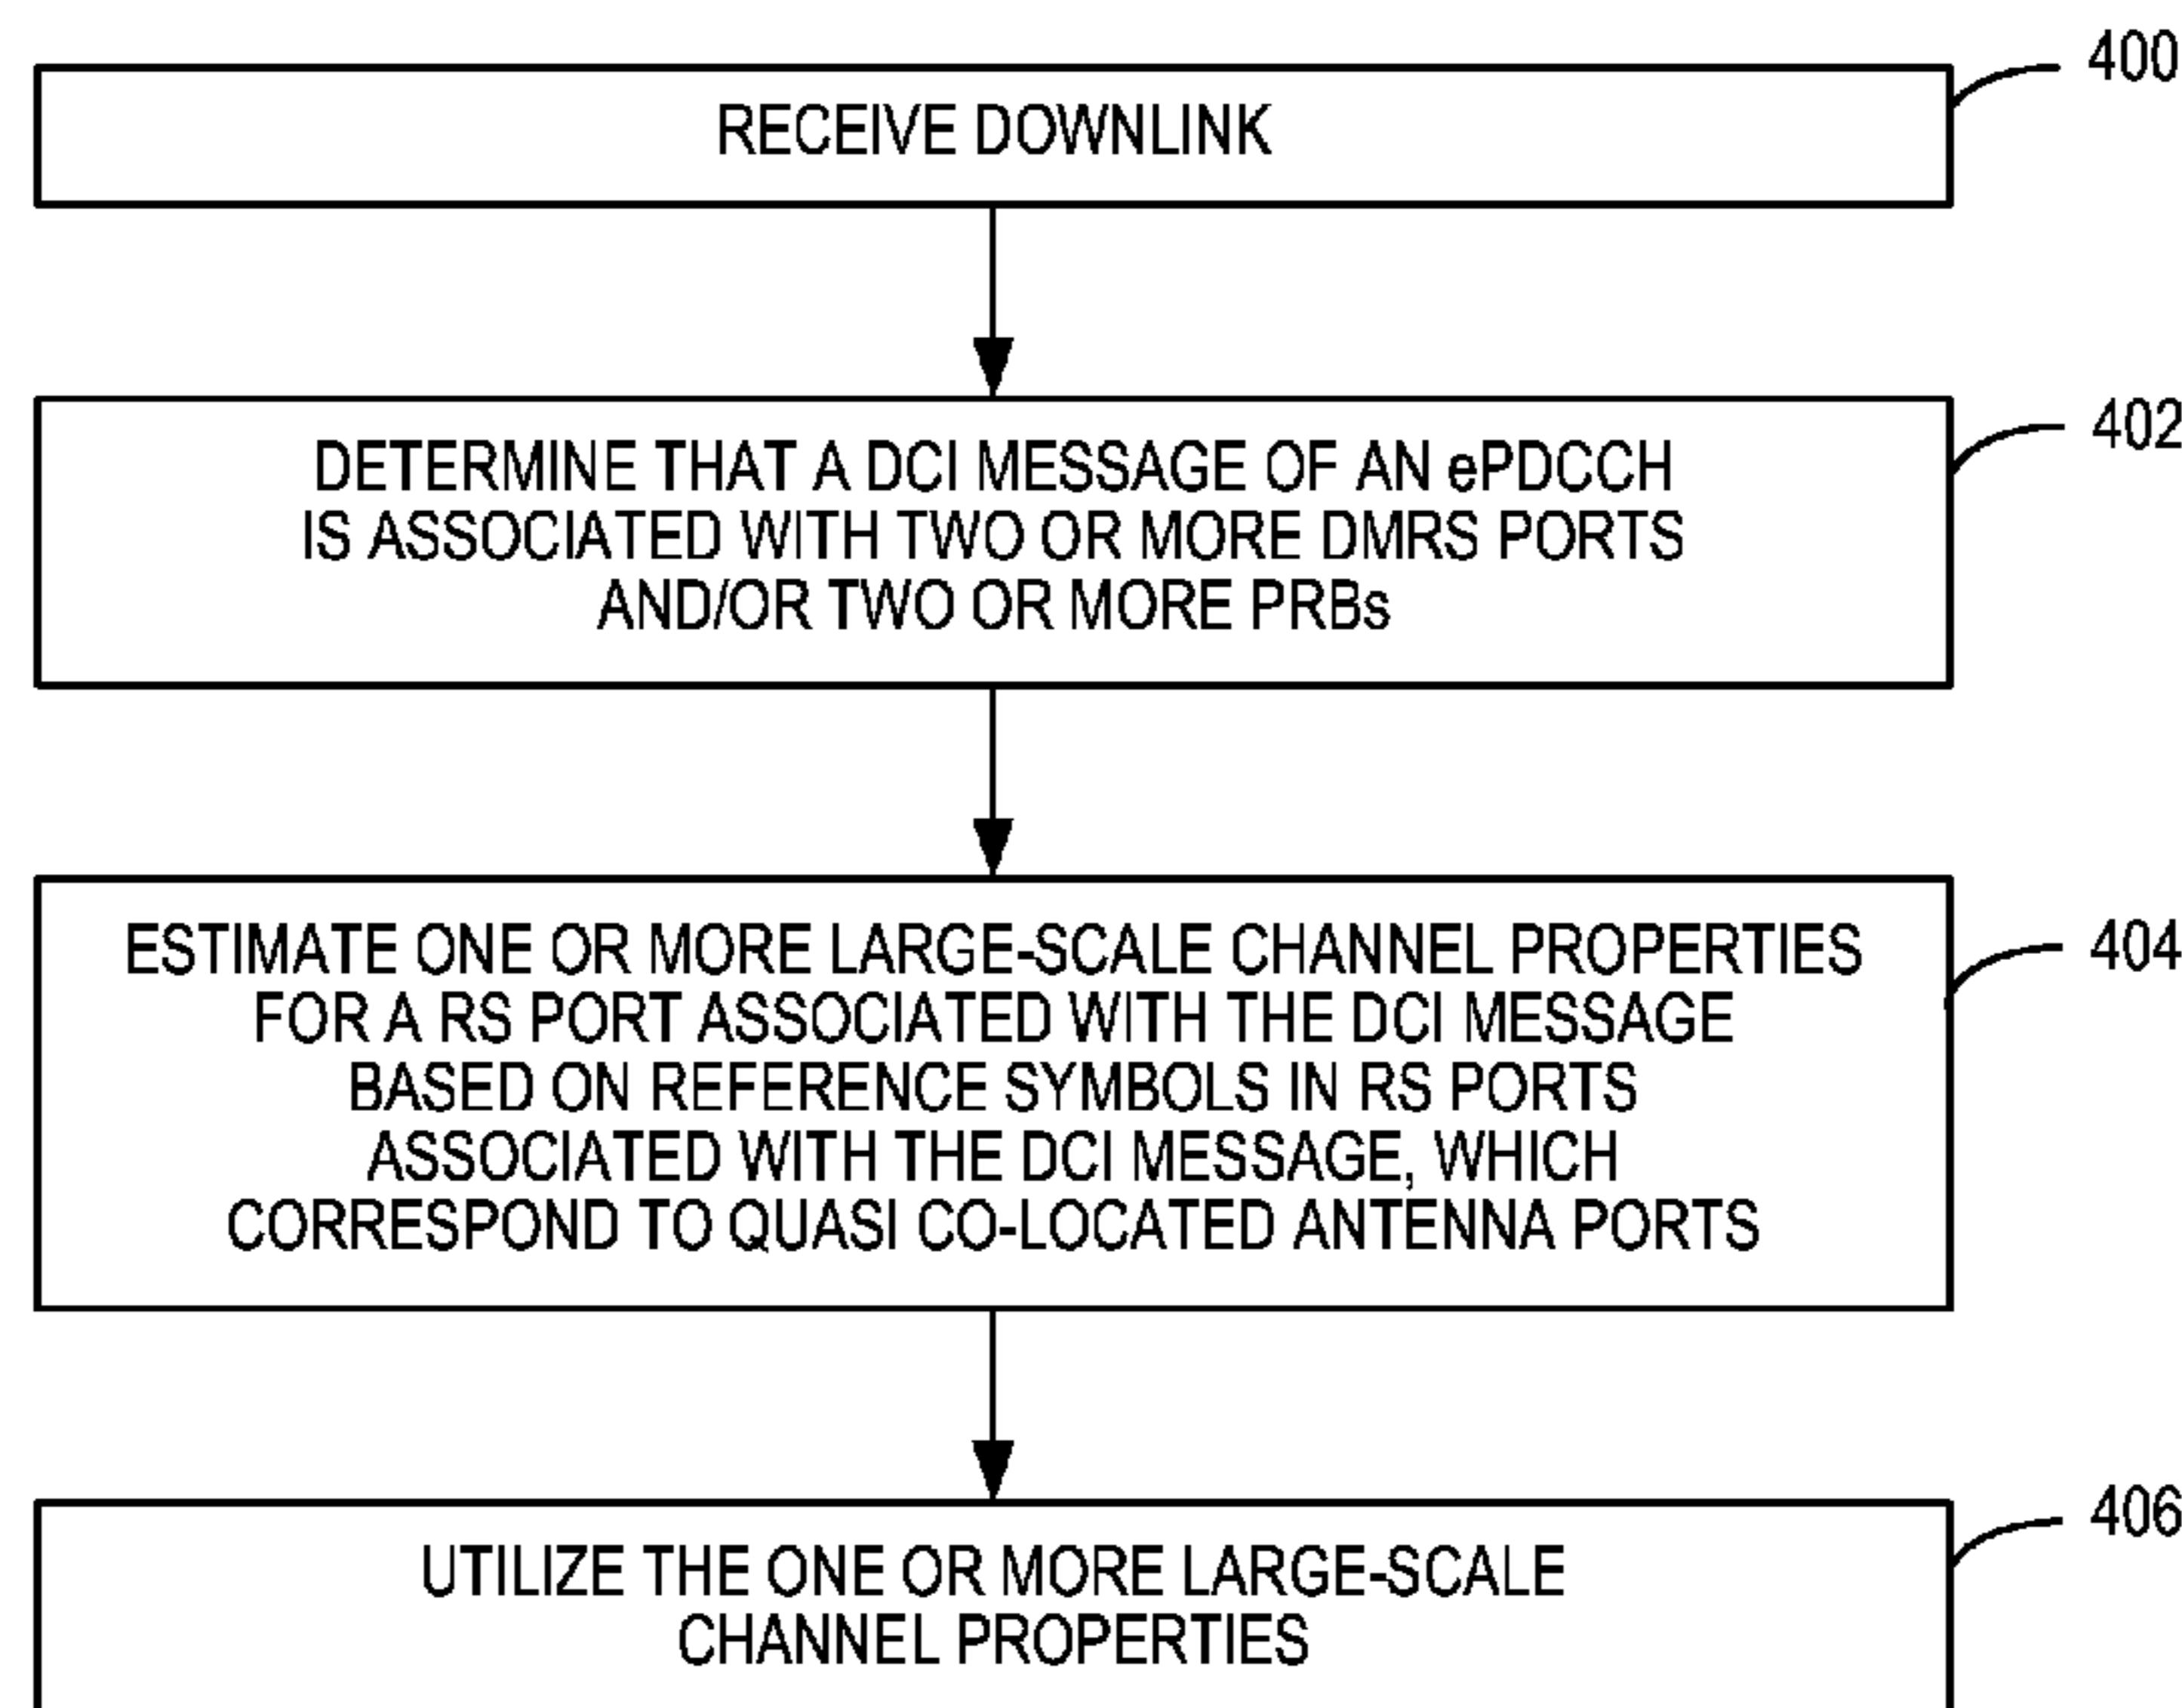 400
RECEIVE DOWNLINK
402
DETERMINE THAT A DCI MESSAGE OF AN ePDCCH
IS ASSOCIATED WITH TWO OR MORE DMRS PORTS
AND/OR TWO OR MORE PRBs
404
ESTIMATE ONE OR MORE LARGE-SCALE CHANNEL PROPERTIES
FOR A RS PORT ASSOCIATED WITH THE DCI MESSAGE
BASED ON REFERENCE SYMBOLS IN RS PORTS
ASSOCIATED WITH THE DCI MESSAGE, WHICH
CORRESPOND TO QUASI CO-LOCATED ANTENNA PORTS
406
UTILIZE THE ONE OR MORE LARGE-SCALE
CHANNEL PROPERTIES